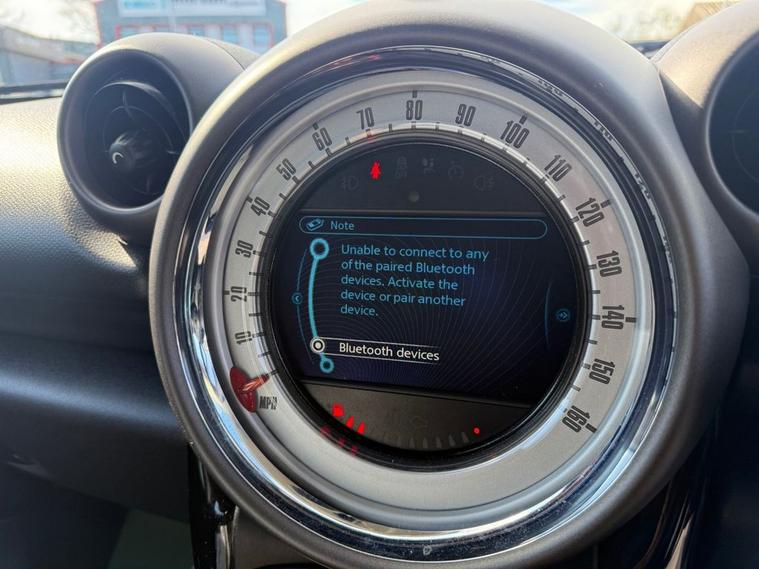 10
20
30
40
50
60
70
80
90
100
110
120
130
140
150
160
MPH
Note
Unable to connect to any
of the paired Bluetooth
devices. Activate the
device or pair another
device.
Bluetooth devices